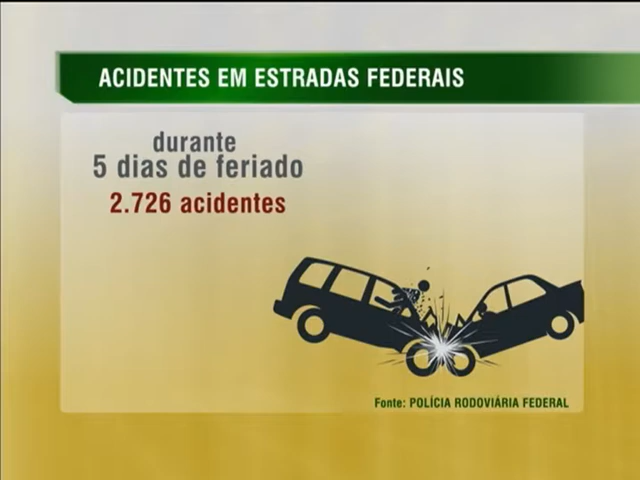 ACIDENTES EM ESTRADAS FEDERAIS
durante
5 dias de feriado
2.726 acidentes
Fonte: POLÍCIA RODOVIÁRIA FEDERAL